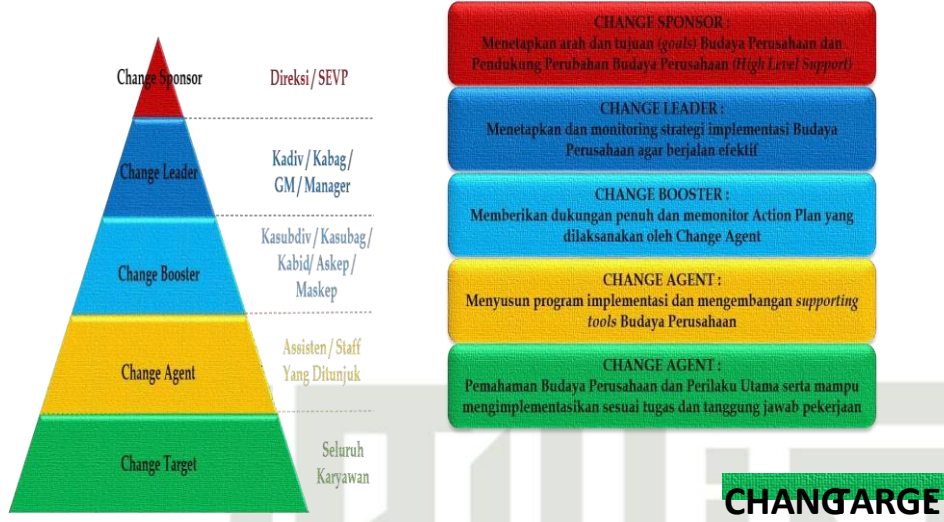 Change Sponsor
Direksi / SEVP
Change Leader
Kadiv / Kabag /
GM / Manager
Change Booster
Kasubdiv / Kasubag /
Kabid/ Askep /
Maskep
Change Agent
Assisten / Staff
Yang Ditunjuk
Change Target
Seluruh
Karyawan
CHANGE SPONSOR :
Menetapkan arah dan tujuan (goals) Budaya Perusahaan dan
Pendukung Perubahan Budaya Perusahaan (High Level Support)
CHANGE LEADER :
Menetapkan dan monitoring strategi implementasi Budaya
Perusahaan agar berjalan efektif
CHANGE BOOSTER :
Memberikan dukungan penuh dan memonitor Action Plan yang
dilaksanakan oleh Change Agent
CHANGE AGENT :
Menyusun program implementasi dan mengembangan supporting
tools Budaya Perusahaan
CHANGE AGENT :
Pemahaman Budaya Perusahaan dan Perilaku Utama serta mampu
mengimplementasikan sesuai tugas dan tanggung jawab pekerjaan
CHANGTARGE